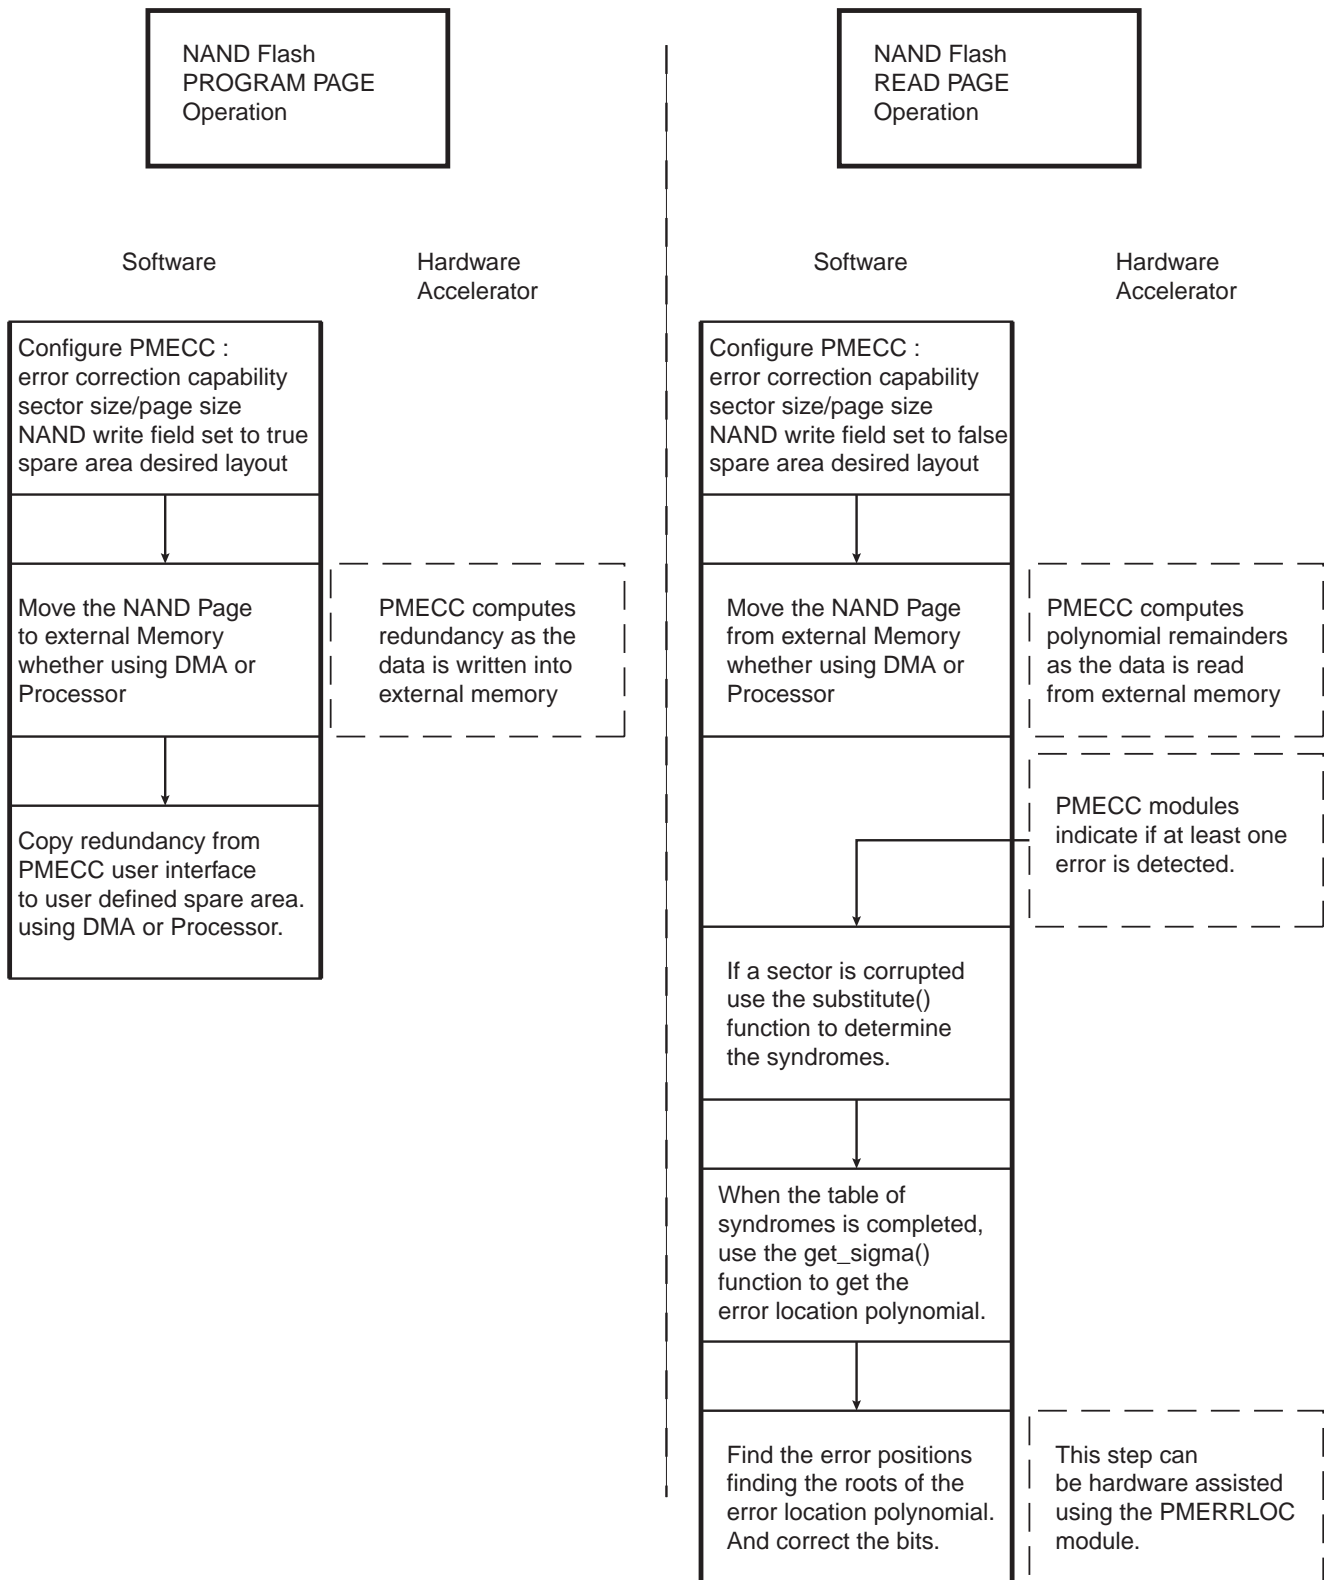 NAND Flash
PROGRAM PAGE
Operation
Software
Hardware
Accelerator
Configure PMECC :
error correction capability
sector size/page size
NAND write field set to true
spare area desired layout
Move the NAND Page
to external Memory
whether using DMA or
Processor
PMECC computes
redundancy as the
data is written into
external memory
Copy redundancy from
PMECC user interface
to user defined spare area.
using DMA or Processor.
NAND Flash
READ PAGE
Operation
Software
Hardware
Accelerator
Configure PMECC :
error correction capability
sector size/page size
NAND write field set to false
spare area desired layout
Move the NAND Page
from external Memory
whether using DMA or
Processor
PMECC computes
polynomial remainders
as the data is read
from external memory
PMECC modules
indicate if at least one
error is detected.
If a sector is corrupted
use the substitute()
function to determine
the syndromes.
When the table of
syndromes is completed,
use the get_sigma()
function to get the
error location polynomial.
Find the error positions
finding the roots of the
error location polynomial.
And correct the bits.
This step can
be hardware assisted
using the PMERRLOC
module.